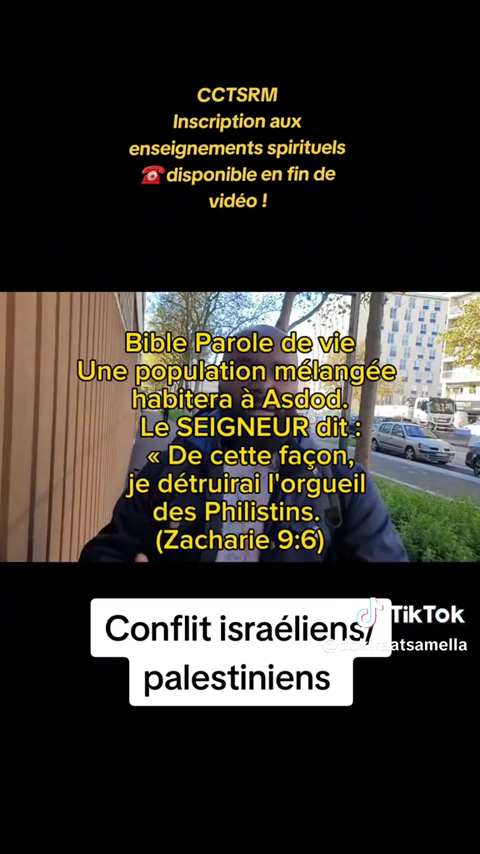 CCTSRM
Inscription aux
enseignements spirituels
☎️ disponible en fin de
vidéo !
Bible Parole de vie
Une population mélangée
habitera à Asdod.
Le SEIGNEUR dit :
« De cette façon,
je détruirai l'orgueil
des Philistins.
(Zacharie 9:6)
Conflit israéliens/
palestiniens
TikTok